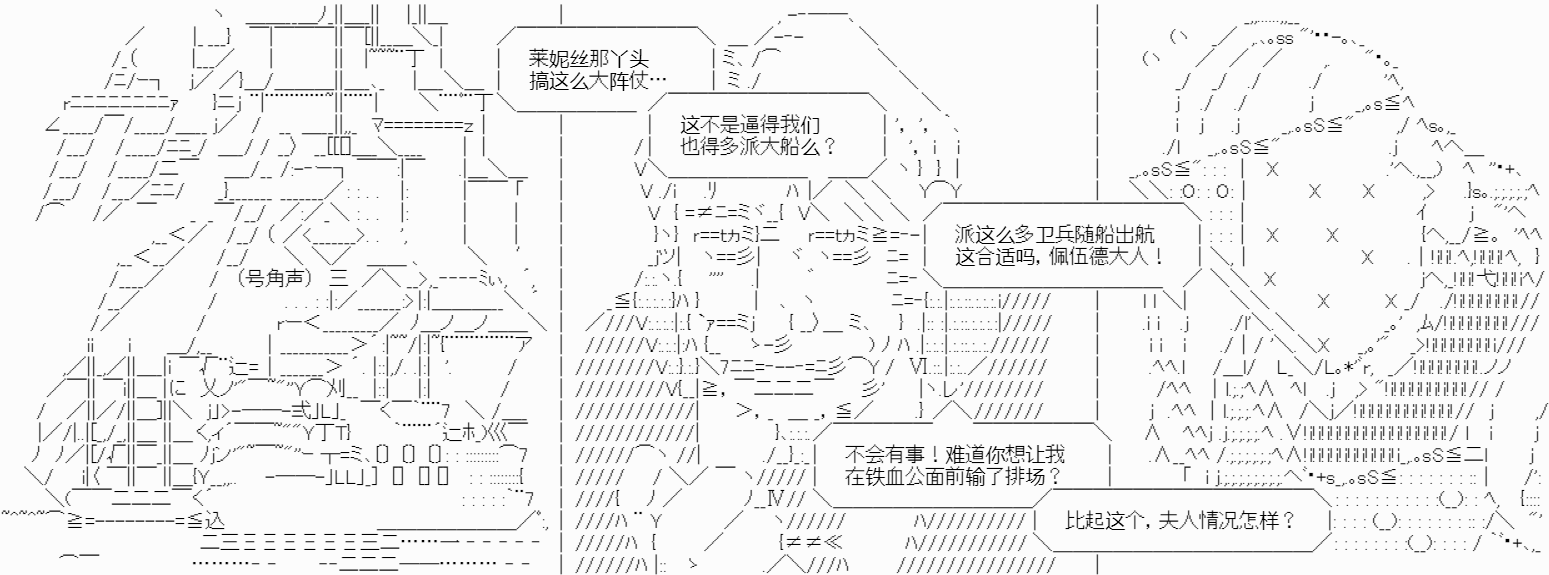 莱妮丝那丫头
搞这么大阵仗…
这不是逼得我们
也得多派大船么？
派这么多卫兵随船出航
这合适吗，佩伍德大人！
（号角声）
不会有事！难道你想让我
在铁血公面前输了排场？
比起这个，夫人情况怎样？